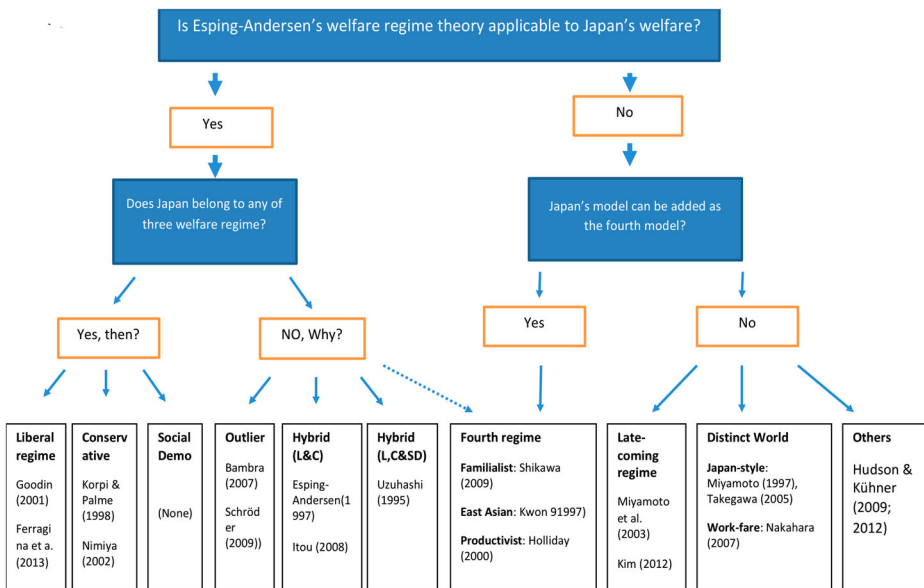 Is Esping-Andersen's welfare regime theory applicable to Japan's welfare?
Yes
No
Does Japan belong to any of
three welfare regime?
Japan's model can be added as
the fourth model?
Yes, then?
NO, Why?
Yes
No
Liberal
regime
Goodin
(2001)
Ferragi
na et a.
(2013)
Conserv
ative
Korpi &
Palme
(1998)
Nimiya
(2002)
Social
Demo
(None)
Outlier
Bambra
(2007)
Schröd
er
(2009))
Hybrid
(L&C)
Esping-
Andersen(1
997)
Itou (2008)
Hybrid
(L,C&SD)
Uzuhashi
(1995)
Fourth regime
Familialist: Shikawa
(2009)
East Asian: Kwon 91997)
Productivist: Holliday
(2000)
Late-
coming
regime
Miyamoto
et al.
(2003)
Kim (2012)
Distinct World
Japan-style:
Miyamoto (1997),
Takegawa (2005)
Work-fare: Nakahara
(2007)
Others
Hudson &
Kühner
(2009;
2012)